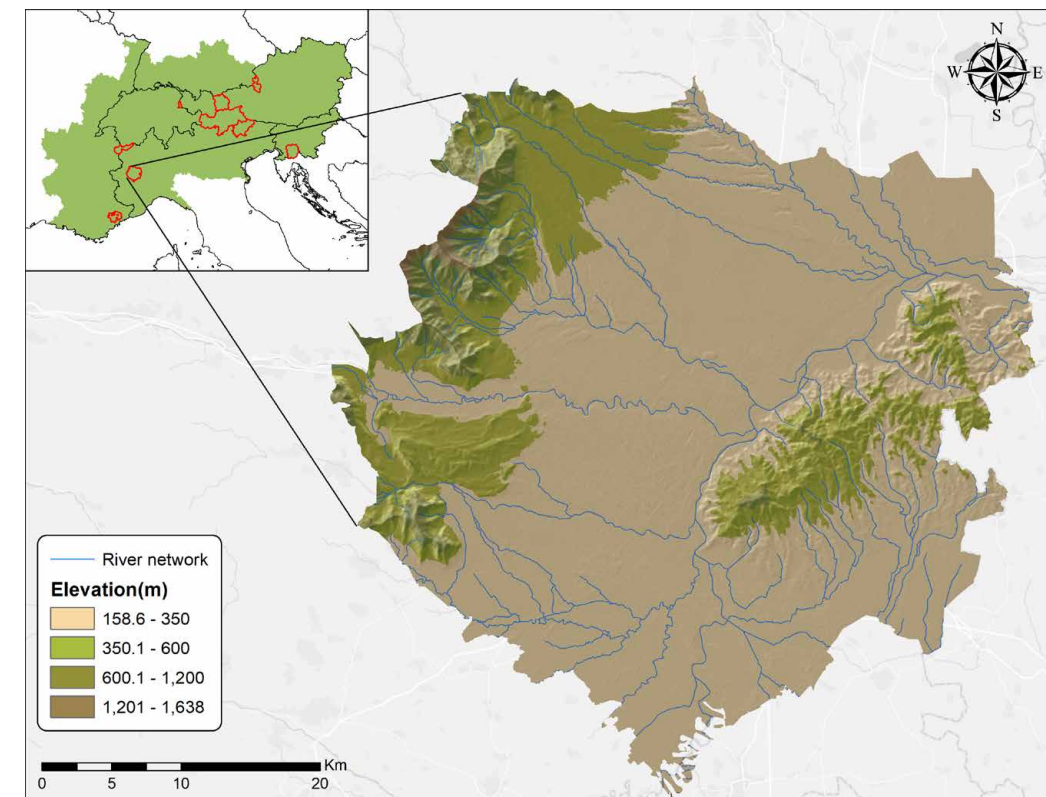 N
W
E
S
River network
Elevation(m)
158.6 - 350
350.1 - 600
600.1 - 1,200
1,201 - 1,638
Km
0
5
10
20